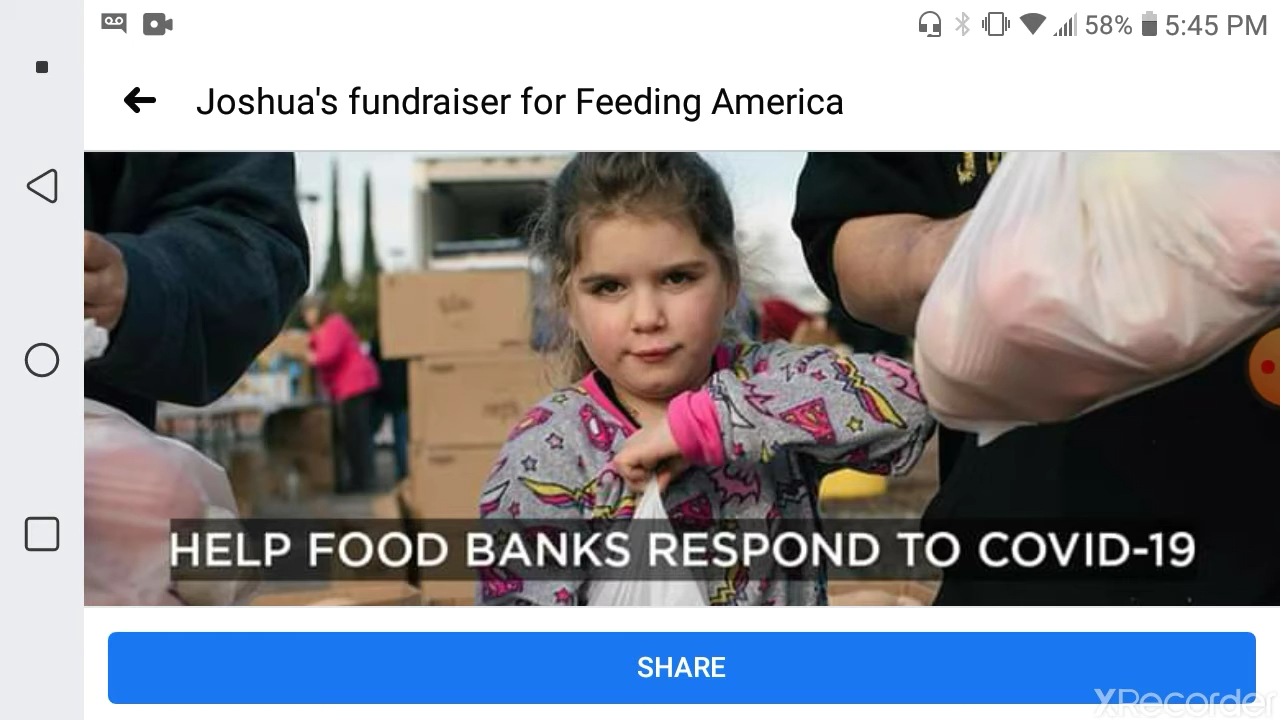 58% 5:45 PM
Joshua's fundraiser for Feeding America
HELP FOOD BANKS RESPOND TO COVID-19
SHARE
XRecorder